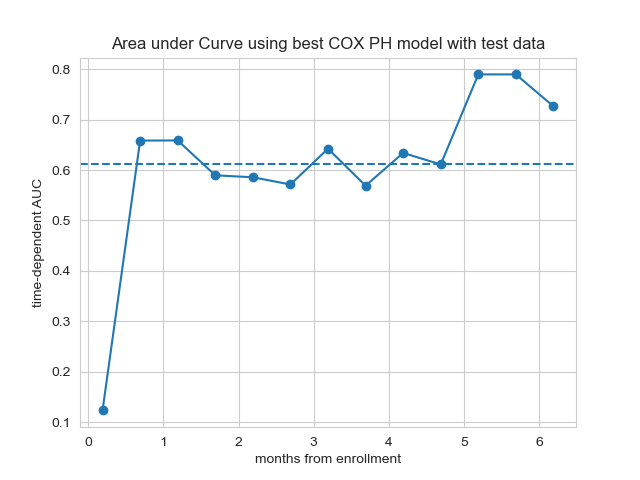 Area under Curve using best COX PH model with test data
time-dependent AUC
0.8
0.7
0.6
0.5
0.4
0.3
0.2
0.1
0 1 2 3 4 5 6
months from enrollment